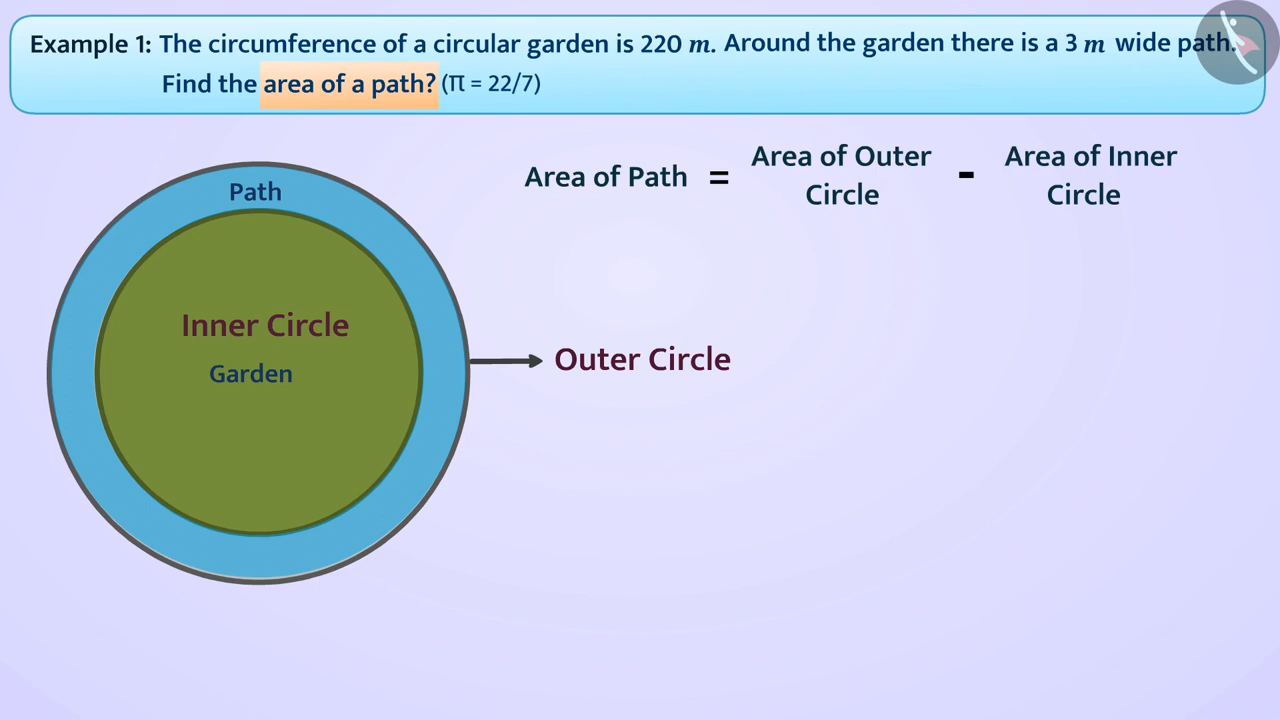 Example 1: The circumference of a circular garden is 220 m. Around the garden there is a 3 m wide path.
Find the area of a path? (Π = 22/7)
Area of Path = Area of Outer Circle - Area of Inner Circle
Path
Inner Circle
Garden
Outer Circle